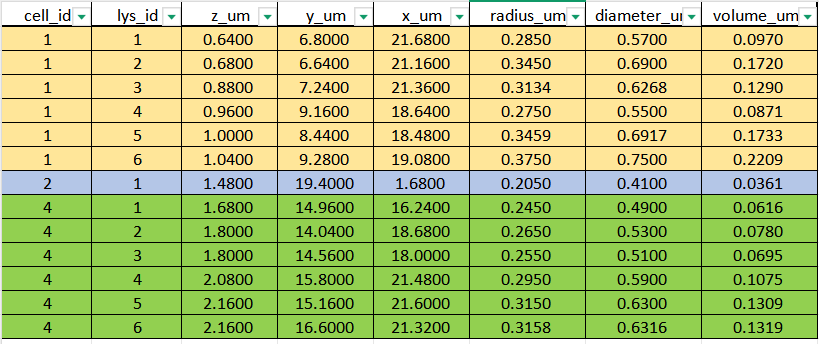 cell_id lys_id z_um y_um x_um radius_um diameter_u volume_um
1 1 0.6400 6.8000 21.6800 0.2850 0.5700 0.0970
1 2 0.6800 6.6400 21.1600 0.3450 0.6900 0.1720
1 3 0.8800 7.2400 21.3600 0.3134 0.6268 0.1290
1 4 0.9600 9.1600 18.6400 0.2750 0.5500 0.0871
1 5 1.0000 8.4400 18.4800 0.3459 0.6917 0.1733
1 6 1.0400 9.2800 19.0800 0.3750 0.7500 0.2209
2 1 1.4800 19.4000 1.6800 0.2050 0.4100 0.0361
4 1 1.6800 14.9600 16.2400 0.2450 0.4900 0.0616
4 2 1.8000 14.0400 18.6800 0.2650 0.5300 0.0780
4 3 1.8000 14.5600 18.0000 0.2550 0.5100 0.0695
4 4 2.0800 15.8000 21.4800 0.2950 0.5900 0.1075
4 5 2.1600 15.1600 21.6000 0.3150 0.6300 0.1309
4 6 2.1600 16.6000 21.3200 0.3158 0.6316 0.1319